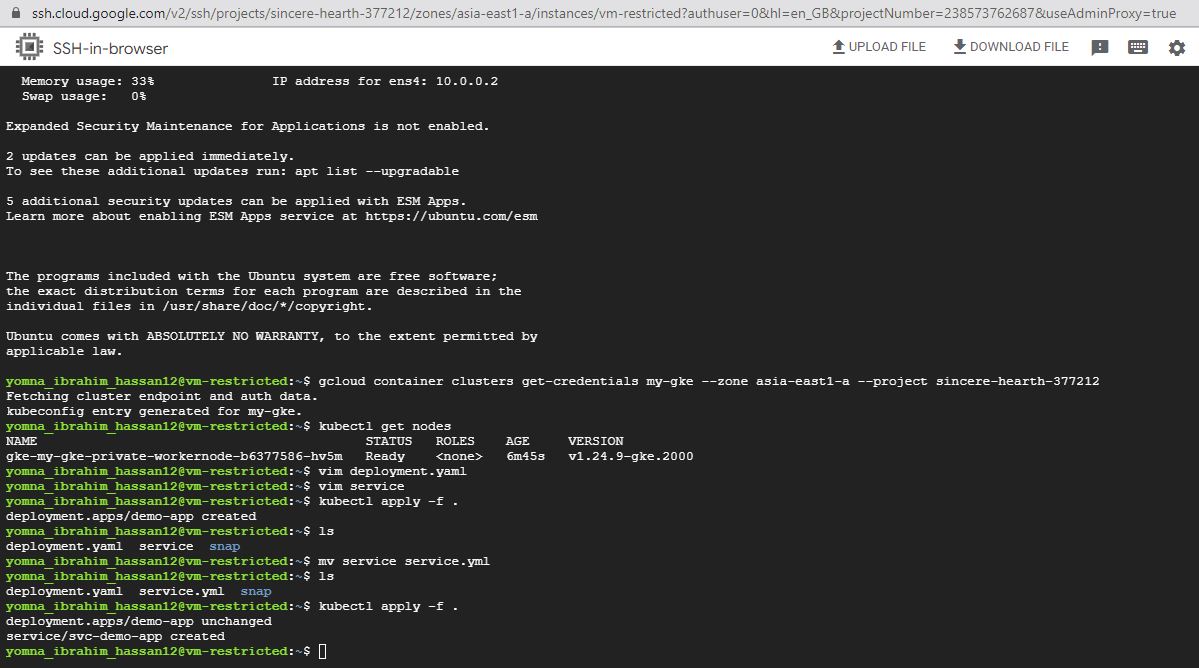 ssh.cloud.google.com/v2/ssh/projects/sincere-hearth-377212/zones/asia-east1-a/instances/vm-restricted?authuser=0&hl=en_GB&projectNumber=238573762687&useAdminProxy=true
SSH-in-browser UPLOAD FILE DOWNLOAD FILE
Memory usage: 33% IP address for ens4: 10.0.0.2
Swap usage: 0%
Expanded Security Maintenance for Applications is not enabled.
2 updates can be applied immediately.
To see these additional updates run: apt list --upgradable
5 additional security updates can be applied with ESM Apps.
Learn more about enabling ESM Apps service at https://ubuntu.com/esm
The programs included with the Ubuntu system are free software;
the exact distribution terms for each program are described in the
individual files in /usr/share/doc/*/copyright.
Ubuntu comes with ABSOLUTELY NO WARRANTY, to the extent permitted by
applicable law.
yomna_ibrahim_hassan12@vm-restricted:~$ gcloud container clusters get-credentials my-gke --zone asia-east1-a --project sincere-hearth-377212
Fetching cluster endpoint and auth data.
kubeconfig entry generated for my-gke.
yomna_ibrahim_hassan12@vm-restricted:~$ kubectl get nodes
NAME STATUS ROLES AGE VERSION
gke-my-gke-private-workernode-b6377586-hv5m Ready <none> 6m45s v1.24.9-gke.2000
yomna_ibrahim_hassan12@vm-restricted:~$ vim deployment.yaml
yomna_ibrahim_hassan12@vm-restricted:~$ vim service
yomna_ibrahim_hassan12@vm-restricted:~$ kubectl apply -f .
deployment.apps/demo-app created
yomna_ibrahim_hassan12@vm-restricted:~$ ls
deployment.yaml service snap
yomna_ibrahim_hassan12@vm-restricted:~$ mv service service.yml
yomna_ibrahim_hassan12@vm-restricted:~$ ls
deployment.yaml service.yml snap
yomna_ibrahim_hassan12@vm-restricted:~$ kubectl apply -f .
deployment.apps/demo-app unchanged
service/svc-demo-app created
yomna_ibrahim_hassan12@vm-restricted:~$